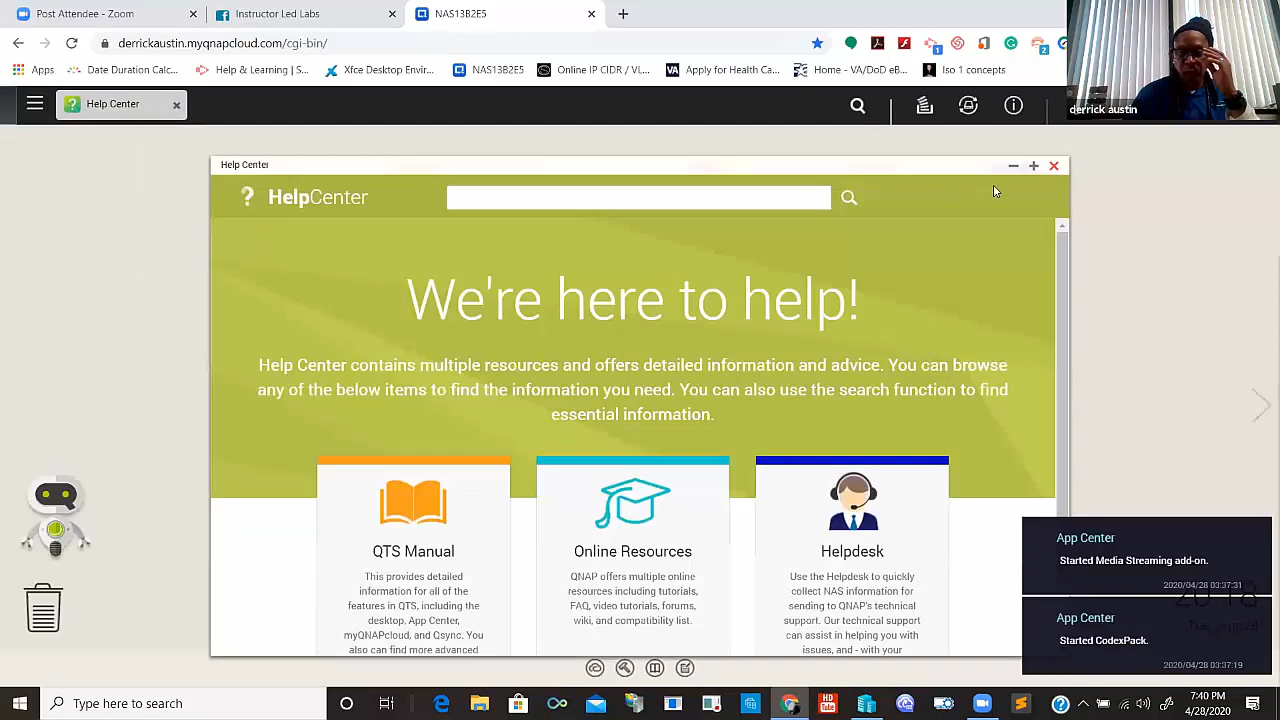 Post Attendee - Zoom
Instructor Led Labs
NAS13B2E5
derrickaustin.myqnapcloud.com/cgi-bin/
Apps
Date Duration Calc...
Help & Learning | S...
Xfce Desktop Envir...
NAS13B2E5
Online IP CIDR / VL...
VA
Apply for Health Ca...
Home - VA/DoD eB...
Iso 1 concepts
derrick austin
Help Center
Help Center
HelpCenter
We're here to help!
Help Center contains multiple resources and offers detailed information and advice. You can browse
any of the below items to find the information you need. You can also use the search function to find
essential information.
QTS Manual
This provides detailed
information for all of the
features in QTS, including the
desktop, App Center,
myQNAPcloud, and Qsync. You
also can find more advanced
Online Resources
QNAP offers multiple online
resources including tutorials,
FAQ, video tutorials, forums,
wiki, and compatibility list.
Helpdesk
Use the Helpdesk to quickly
collect NAS information for
sending to QNAP's technical
support. Our technical support
can assist in helping you with
issues, and - with your
App Center
Started Media Streaming add-on.
2020/04/28 03:37:31
App Center
Started CodexPack.
2020/04/28 03:37:19
Type here to search
7:40 PM
4/28/2020